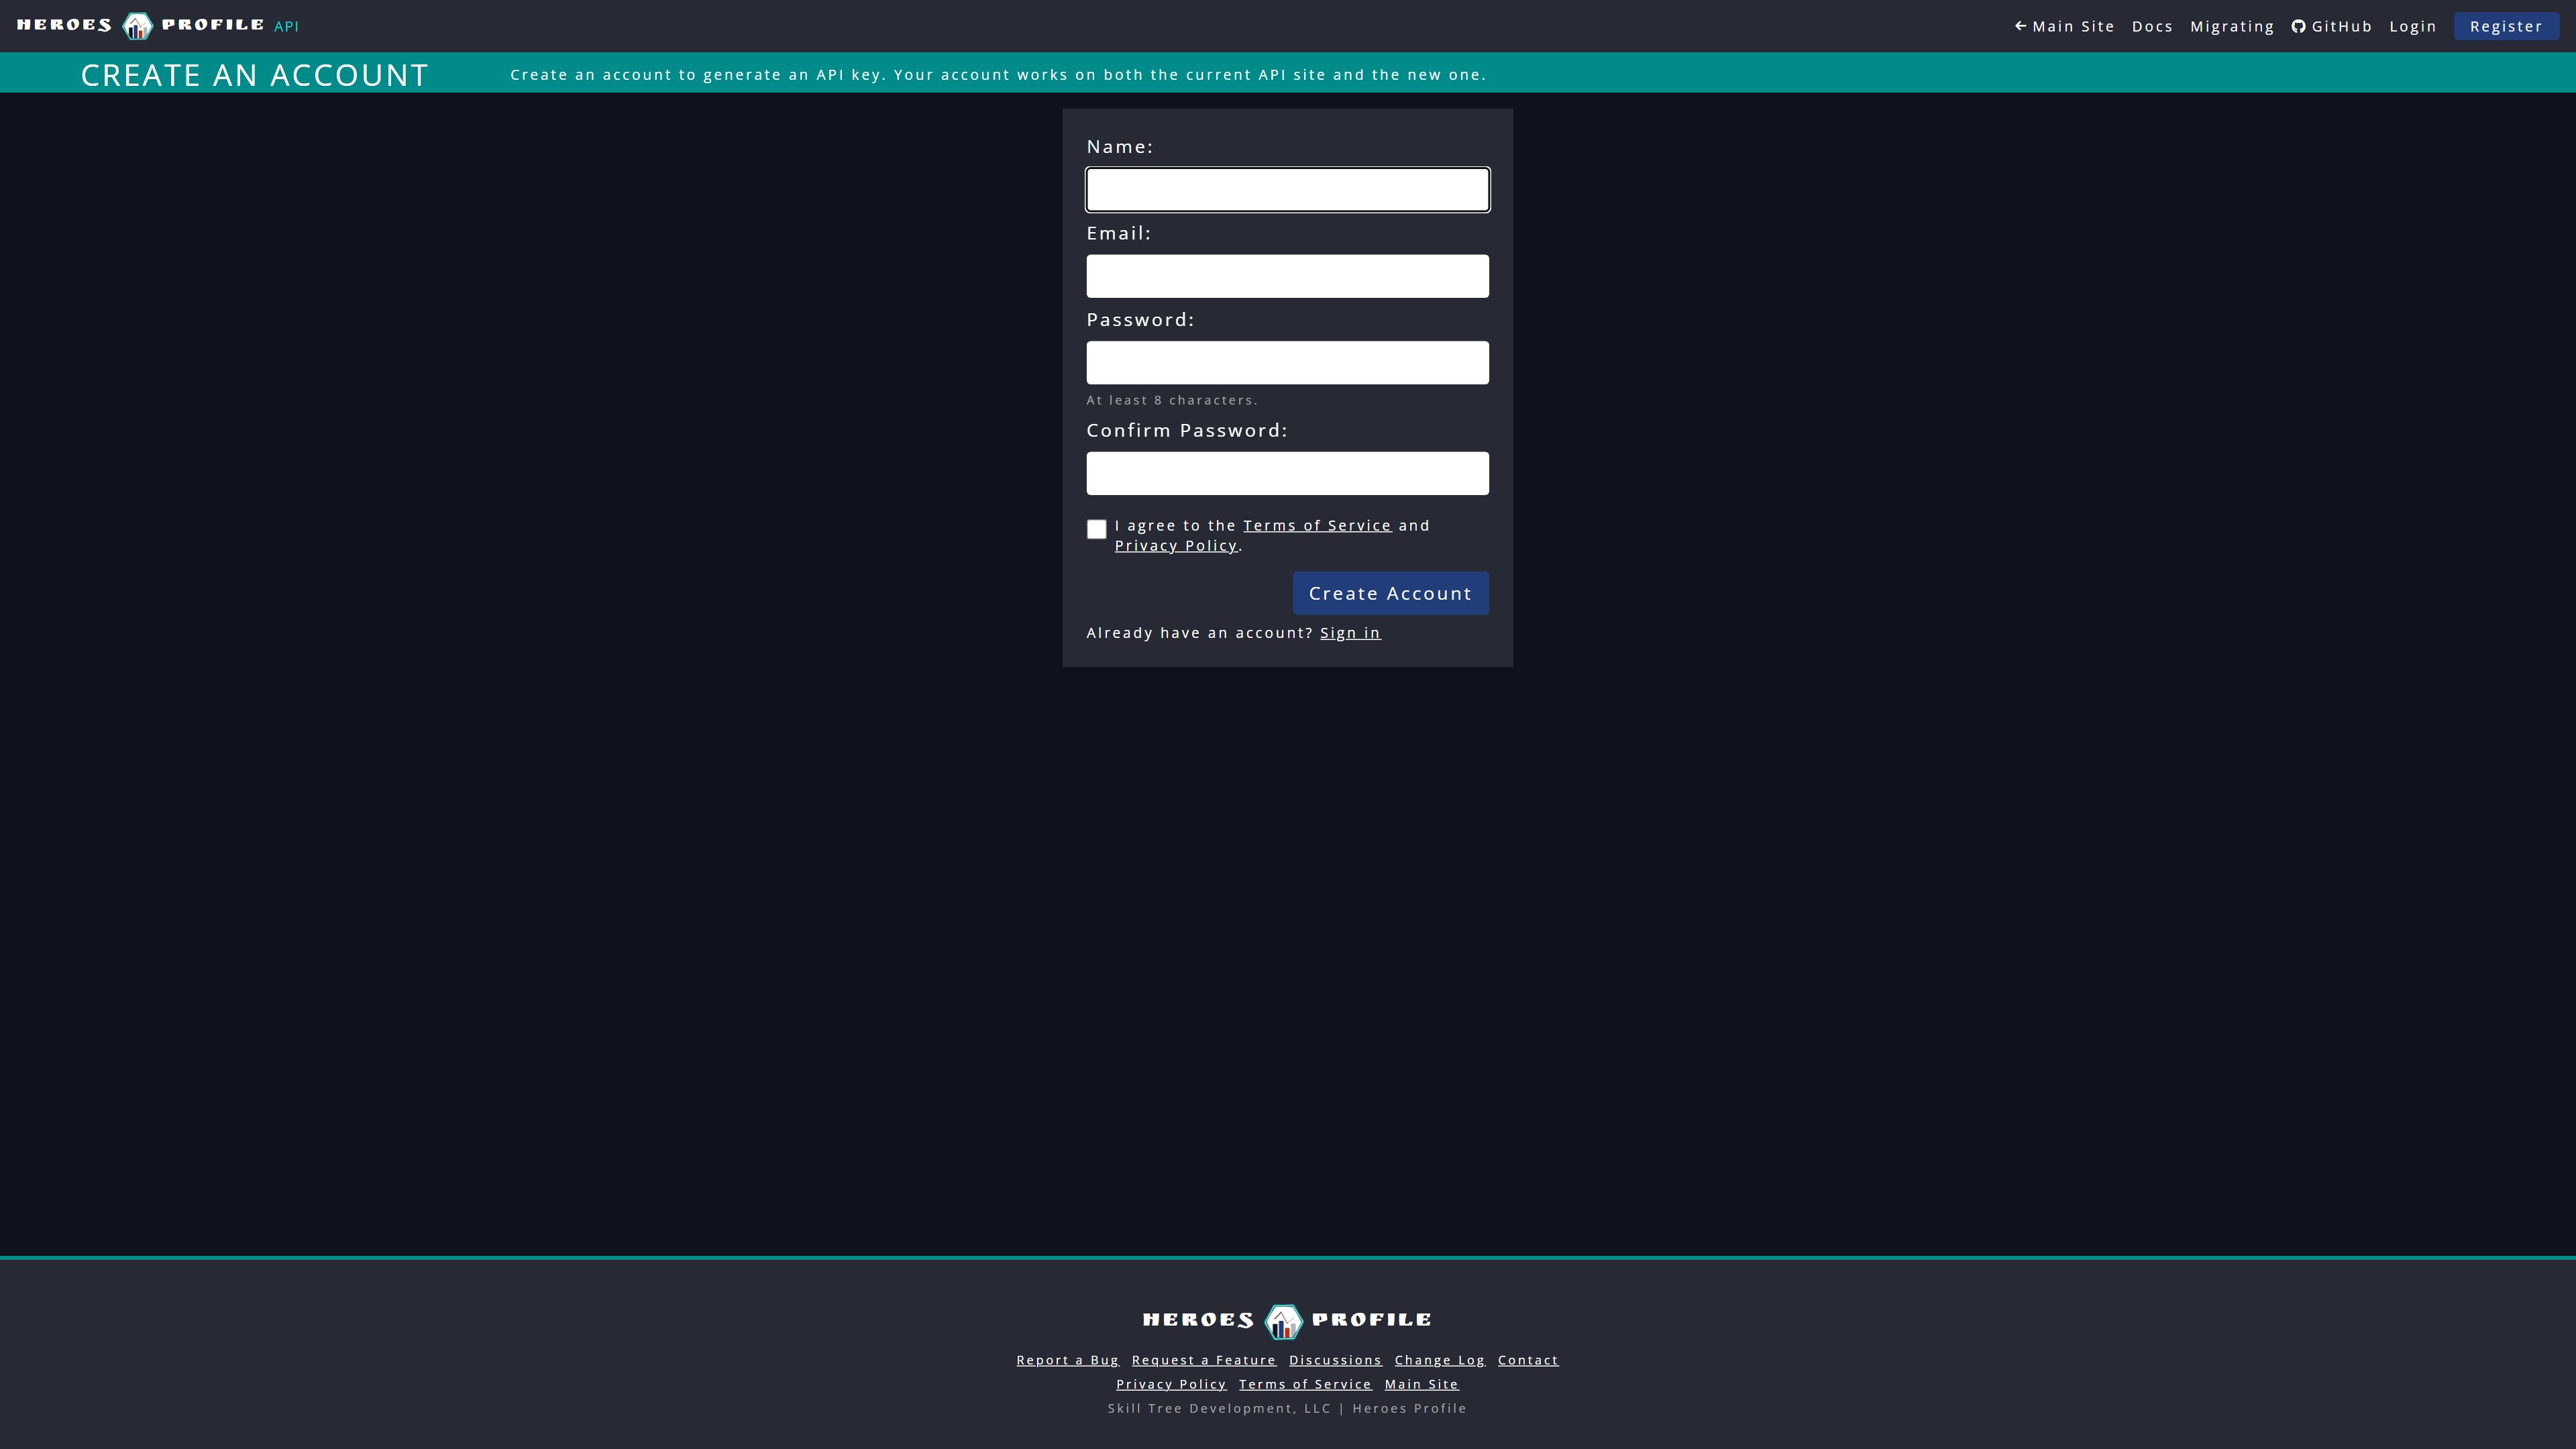 HEROES PROFILE API
← Main Site Docs Migrating GitHub Login Register
CREATE AN ACCOUNT
Create an account to generate an API key. Your account works on both the current API site and the new one.
Name:
Email:
Password:
At least 8 characters.
Confirm Password:
I agree to the Terms of Service and
Privacy Policy.
Create Account
Already have an account? Sign in
HEROES PROFILE
Report a Bug Request a Feature Discussions Change Log Contact
Privacy Policy Terms of Service Main Site
Skill Tree Development, LLC | Heroes Profile